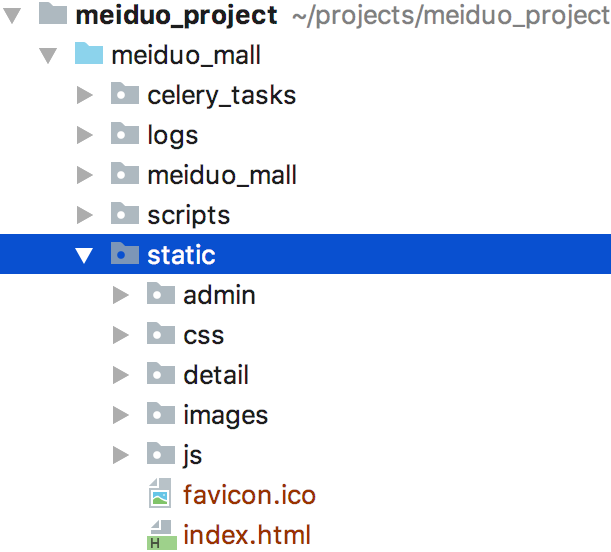 meiduo_project ~/projects/meiduo_project
meiduo_mall
celery_tasks
logs
meiduo_mall
scripts
static
admin
css
detail
images
js
favicon.ico
H index.html